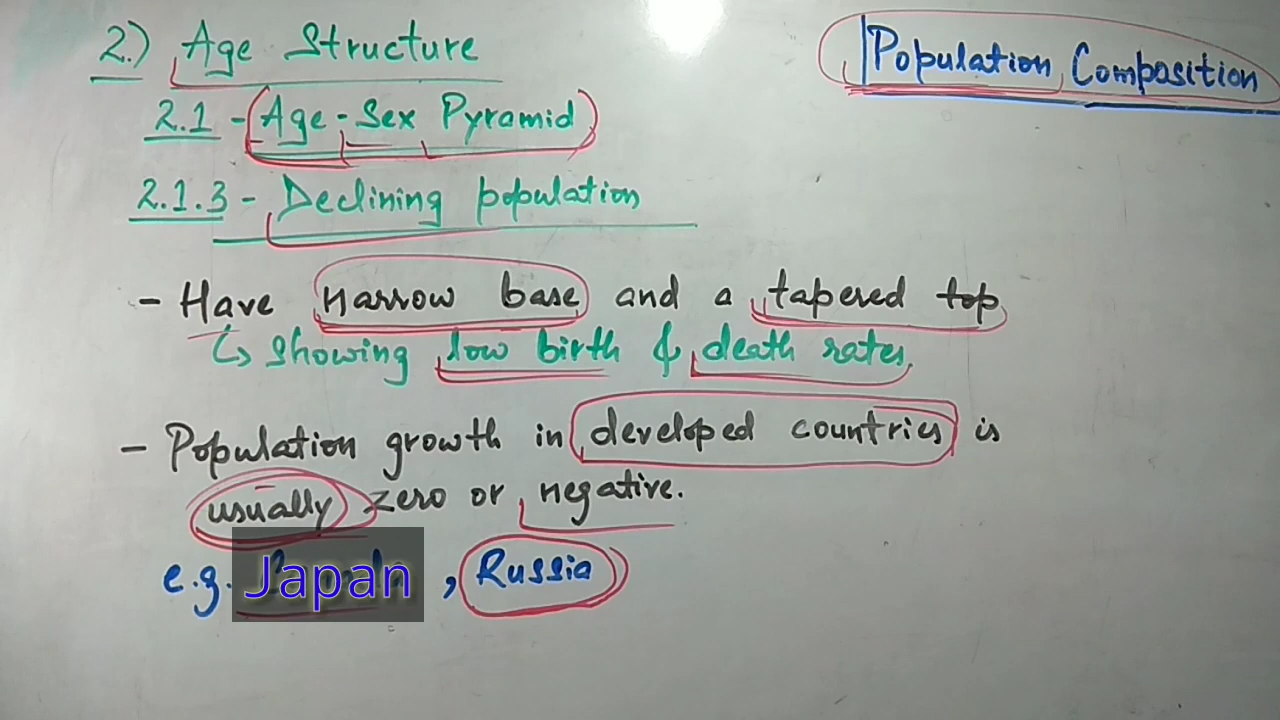 Population Composition
2.) Age Structure
2.1 - Age-Sex Pyramid
2.1.3 - Declining population
- Have narrow base and a tapered top
↳ showing low birth & death rates.
- Population growth in developed countries is
usually zero or negative.
e.g. Japan, Russia